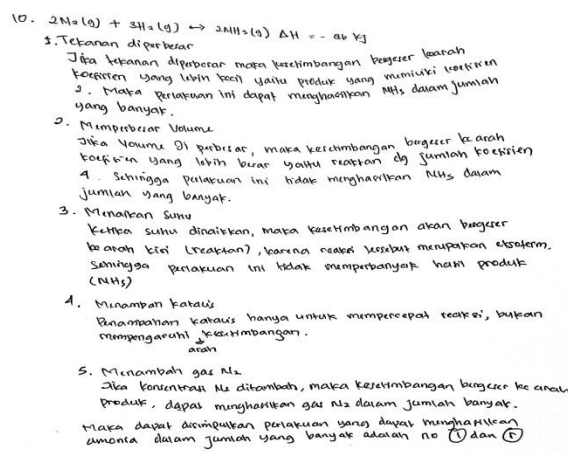 10. 2N2(g) + 3H2(g) ↔ 2NH3(g) ΔH = - 96 KJ
1. Tekanan diperbesar
Jika tekanan diperbesar maka kesetimbangan bergeser kearah
koefisien yang lebih kecil yaitu produk yang memiliki koefisien
2. Maka perlakuan ini dapat menghasilkan NH3 dalam jumlah
yang banyak.
2. Memperbesar Volume
Jika Volume Di perbesar, maka kesetimbangan bergeser ke arah
koefisien yang lebih besar yaitu reaktan dg jumlah koefisien
4. Sehingga perlakuan ini tidak menghasilkan NH3 dalam
jumlah yang banyak.
3. Menaikan Suhu
Ketika suhu dinaikkan, maka kesetimbangan akan bergeser
ke arah kiri (reaktan), karena reaksi tersebut merupakan eksoterm.
Sehingga perlakuan ini tidak memperbanyak hasil produk
(NH3)
4. Menambah katalis
Penambahan katalis hanya untuk mempercepat reaksi, bukan
mempengaruhi kesetimbangan.
arah
5. Menambah gas N2
Jika konsentrasi N2 ditambah, maka kesetimbangan bergeser ke arah
produk, dapat menghasilkan gas N2 dalam jumlah banyak.
Maka dapat disimpulkan perlakuan yang dapat menghasilkan
amonia dalam jumlah yang banyak adalah no 1 dan 5